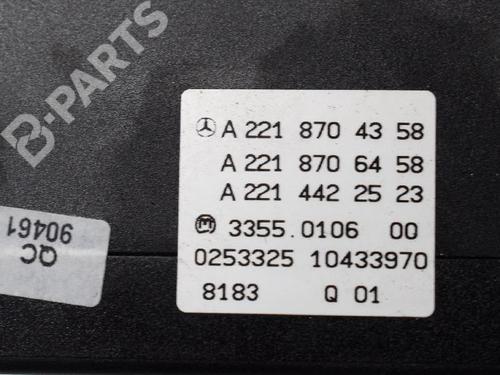 B-PARTS
A 221 870 43 58
A 221 870 64 58
A 221 442 25 23
3355.0106 00
0253325 10433970
8183 Q 01
QC
90461